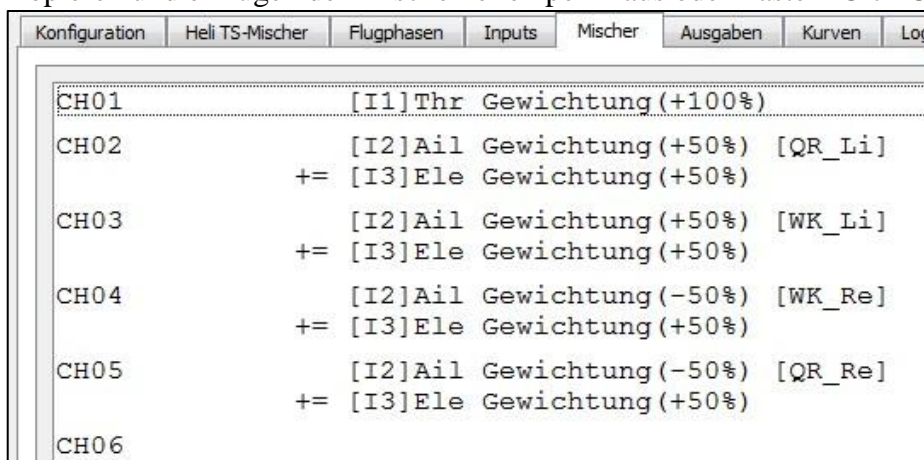 Konfiguration Heli TS-Mischer Flugphasen Inputs Mischer Ausgaben Kurven
CH01 [I1]Thr Gewichtung(+100%)
CH02 [I2]Ail Gewichtung(+50%) [QR_Li]
+= [I3]Ele Gewichtung(+50%)
CH03 [I2]Ail Gewichtung(+50%) [WK_Li]
+= [I3]Ele Gewichtung(+50%)
CH04 [I2]Ail Gewichtung(-50%) [WK_Re]
+= [I3]Ele Gewichtung(+50%)
CH05 [I2]Ail Gewichtung(-50%) [QR_Re]
+= [I3]Ele Gewichtung(+50%)
CH06